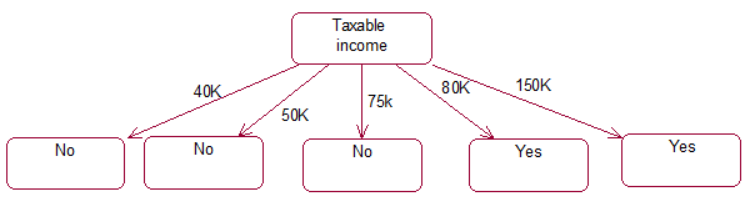 Taxable
income
40K
50K
75k
80K
150K
No
No
No
Yes
Yes